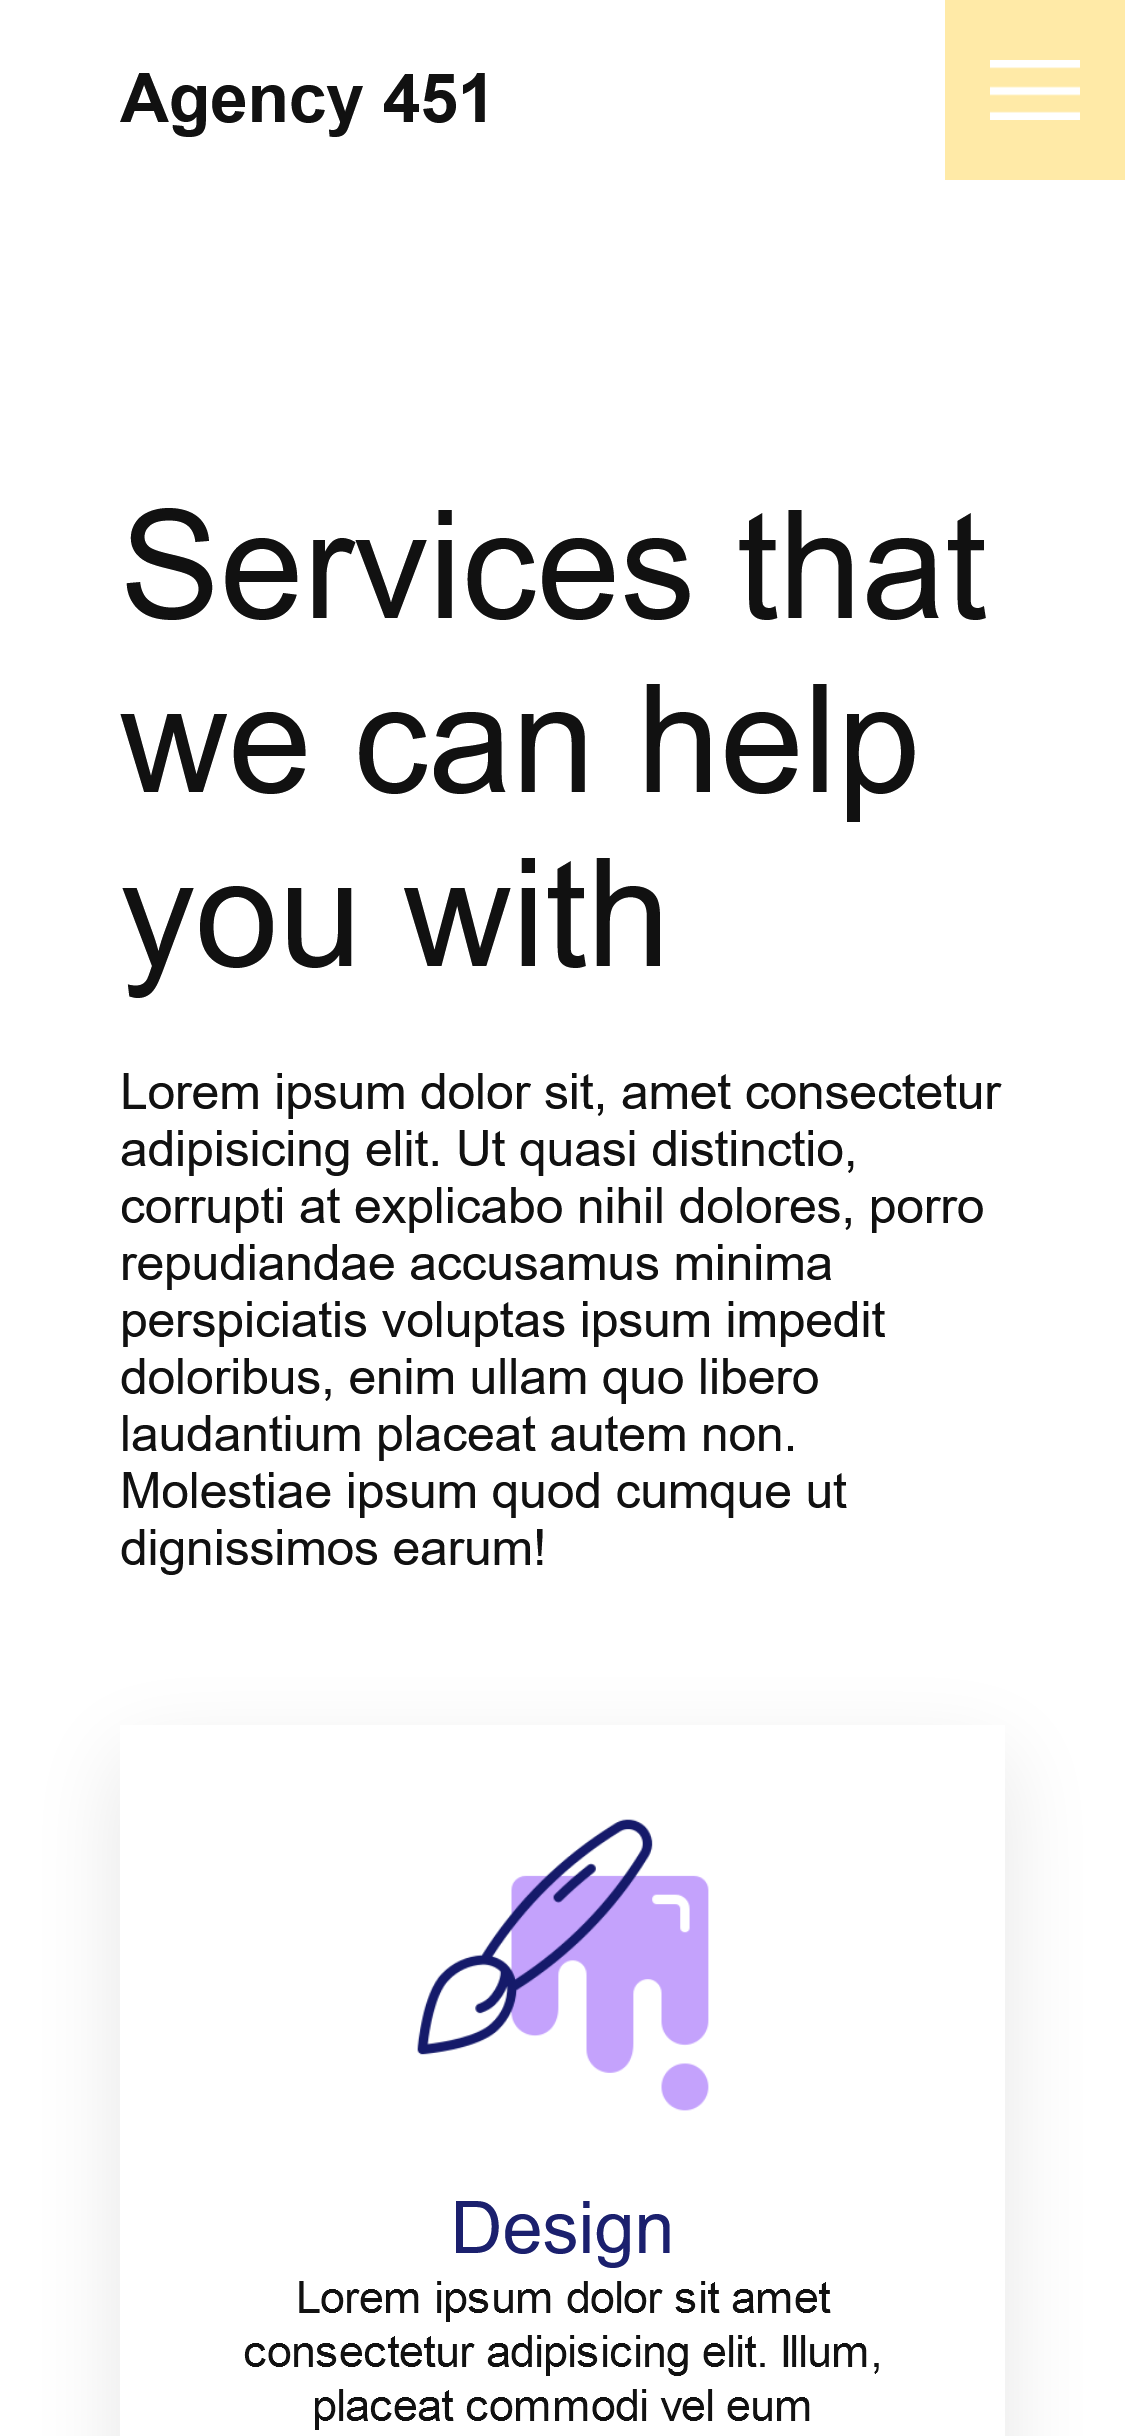 Agency 451
Services that
we can help
you with
Lorem ipsum dolor sit, amet consectetur
adipisicing elit. Ut quasi distinctio,
corrupti at explicabo nihil dolores, porro
repudiandae accusamus minima
perspiciatis voluptas ipsum impedit
doloribus, enim ullam quo libero
laudantium placeat autem non.
Molestiae ipsum quod cumque ut
dignissimos earum!
Design
Lorem ipsum dolor sit amet
consectetur adipisicing elit. Illum,
placeat commodi vel eum